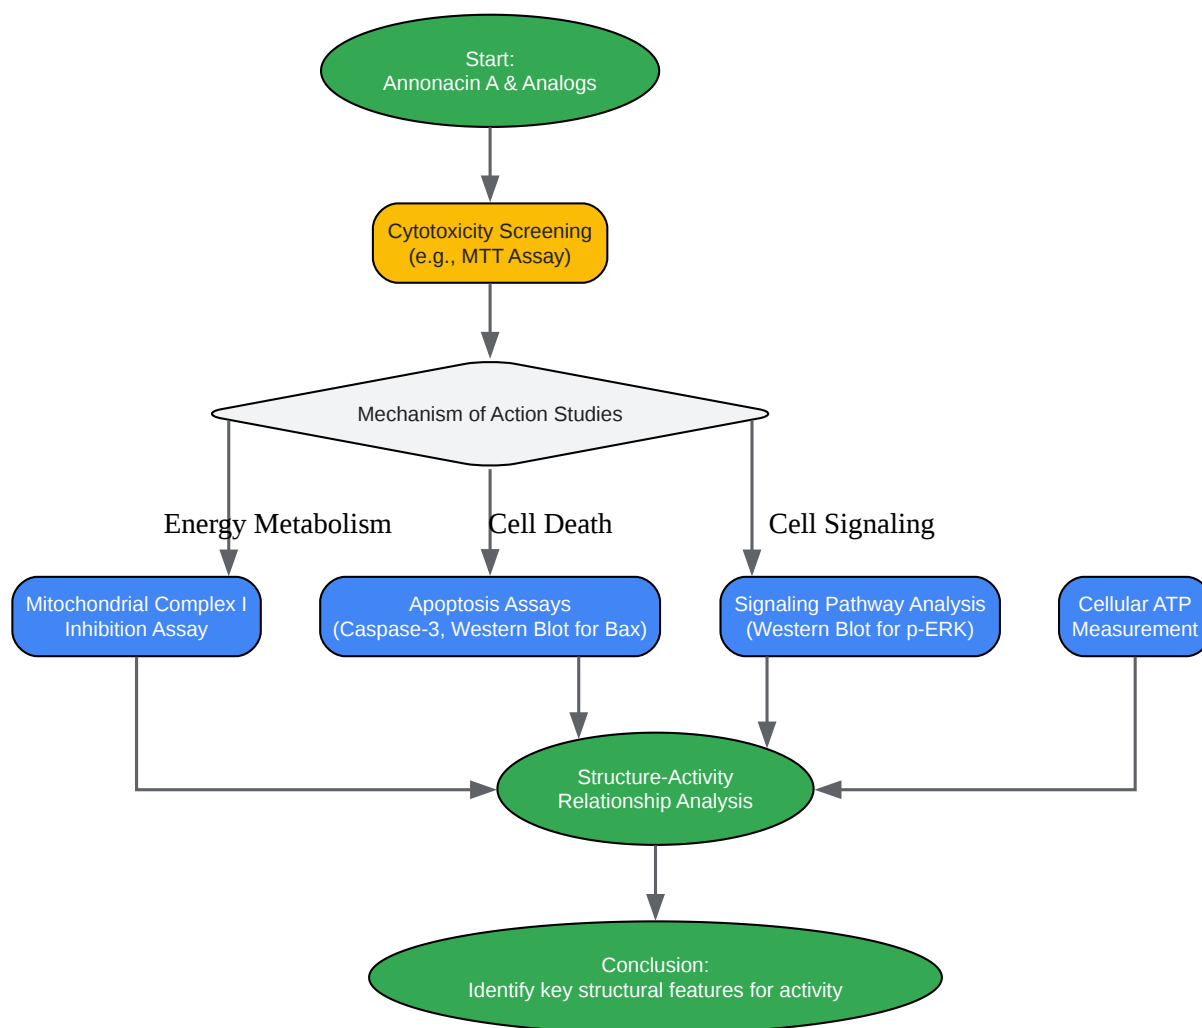 Start:
Annonacin A & Analogs
Cytotoxicity Screening
(e.g., MTT Assay)
Mechanism of Action Studies
Energy Metabolism
Cell Death
Cell Signaling
Mitochondrial Complex I
Inhibition Assay
Apoptosis Assays
(Caspase-3, Western Blot for Bax)
Signaling Pathway Analysis
(Western Blot for p-ERK)
Cellular ATP
Measurement
Structure-Activity
Relationship Analysis
Conclusion:
Identify key structural features for activity